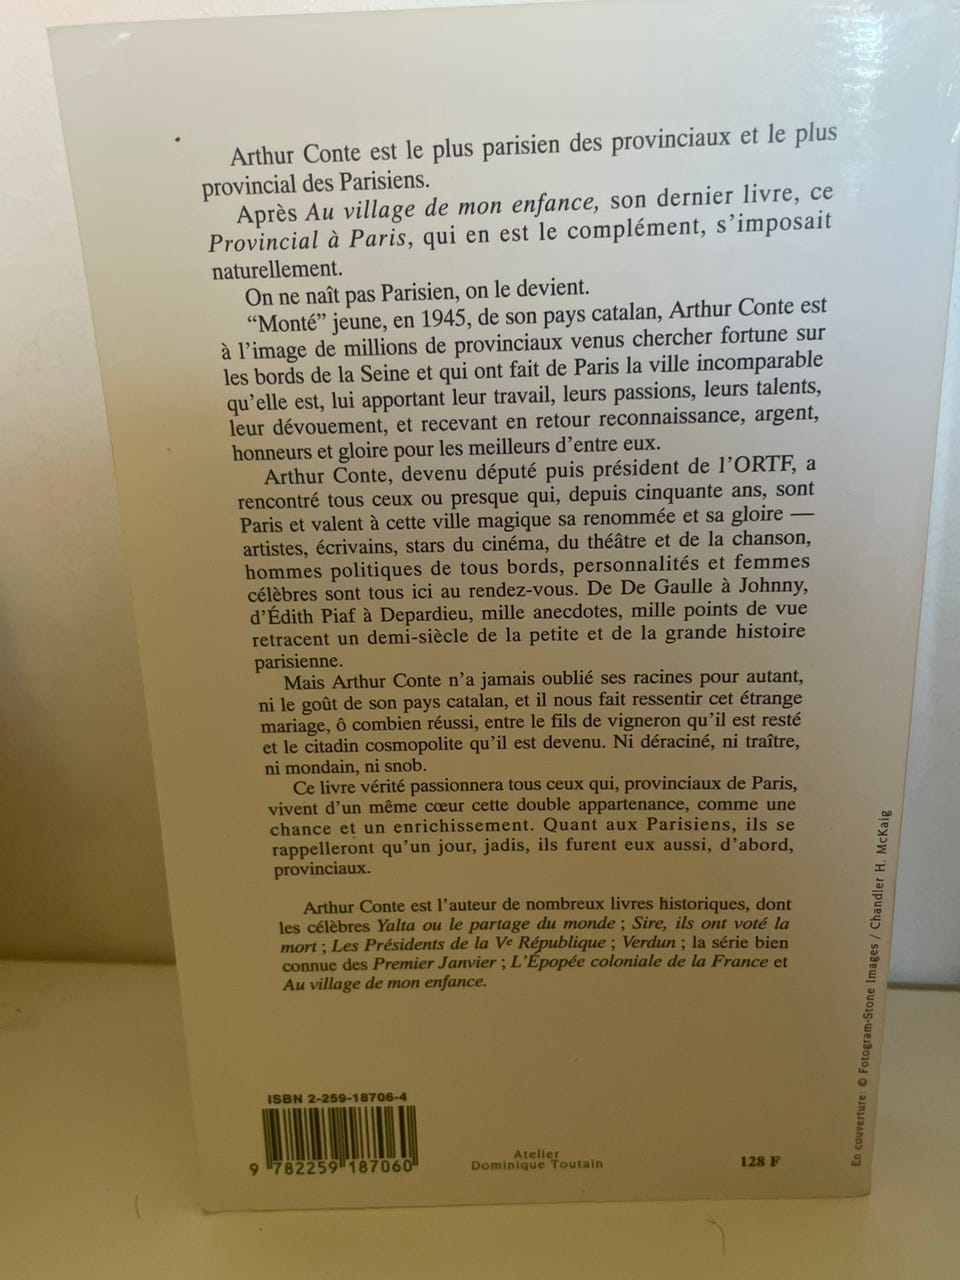 Arthur Conte est le plus parisien des provinciaux et le plus
provincial des Parisiens.
Après Au village de mon enfance, son dernier livre, ce
Provincial à Paris, qui en est le complément, s'imposait
naturellement.
On ne naît pas Parisien, on le devient.
“Monté” jeune, en 1945, de son pays catalan, Arthur Conte est
à l'image de millions de provinciaux venus chercher fortune sur
les bords de la Seine et qui ont fait de Paris la ville incomparable
qu'elle est, lui apportant leur travail, leurs passions, leurs talents,
leur dévouement, et recevant en retour reconnaissance, argent,
honneurs et gloire pour les meilleurs d'entre eux.
Arthur Conte, devenu député puis président de l'ORTF, a
rencontré tous ceux ou presque qui, depuis cinquante ans, sont
Paris et valent à cette ville magique sa renommée et sa gloire —
artistes, écrivains, stars du cinéma, du théâtre et de la chanson,
hommes politiques de tous bords, personnalités et femmes
célèbres sont tous ici au rendez-vous. De De Gaulle à Johnny,
d'Édith Piaf à Depardieu, mille anecdotes, mille points de vue
retracent un demi-siècle de la petite et de la grande histoire
parisienne.
Mais Arthur Conte n'a jamais oublié ses racines pour autant,
ni le goût de son pays catalan, et il nous fait ressentir cet étrange
mariage, ô combien réussi, entre le fils de vigneron qu'il est resté
et le citadin cosmopolite qu'il est devenu. Ni déraciné, ni traître,
ni mondain, ni snob.
Ce livre vérité passionnera tous ceux qui, provinciaux de Paris,
vivent d'un même cœur cette double appartenance, comme une
chance et un enrichissement. Quant aux Parisiens, ils se
rappelleront qu'un jour, jadis, ils furent eux aussi, d'abord,
provinciaux.
Arthur Conte est l'auteur de nombreux livres historiques, dont
les célèbres Yalta ou le partage du monde ; Sire, ils ont voté la
mort ; Les Présidents de la Ve République ; Verdun ; la série bien
connue des Premier Janvier ; L'Épopée coloniale de la France et
Au village de mon enfance.
ISBN 2-259-18706-4
9 782259 187060
Atelier
Dominique Toutain
128 F
En couverture : © Fotogram-Stone Images / Chandler H. McKaig